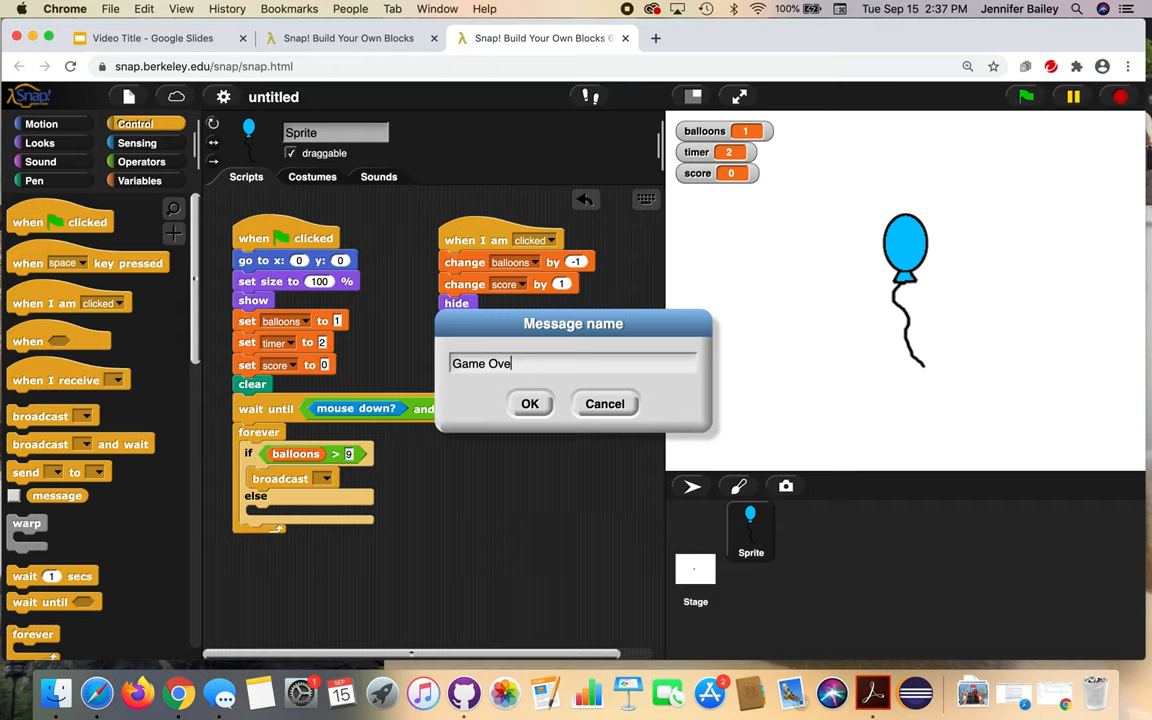 Chrome File Edit View History Bookmarks People Tab Window Help 100% Tue Sep 15 2:37 PM Jennifer Bailey
Video Title - Google Slides
Snap! Build Your Own Blocks
Snap! Build Your Own Blocks 6
snap.berkeley.edu/snap/snap.html
Snap!
untitled
Motion Control
Looks Sensing
Sound Operators
Pen Variables
Sprite
draggable
Scripts Costumes Sounds
balloons 1
timer 2
score 0
when clicked
when space key pressed
when I am clicked
when
when I receive
broadcast
broadcast and wait
send to
message
warp
wait 1 secs
wait until
forever
when clicked
go to x: 0 y: 0
set size to 100 %
show
set balloons to 1
set timer to 2
set score to 0
clear
wait until mouse down? and
forever
if balloons > 9
broadcast
else
when I am clicked
change balloons by -1
change score by 1
hide
Message name
Game Ove
OK Cancel
Sprite
Stage
SEP
15
1
2